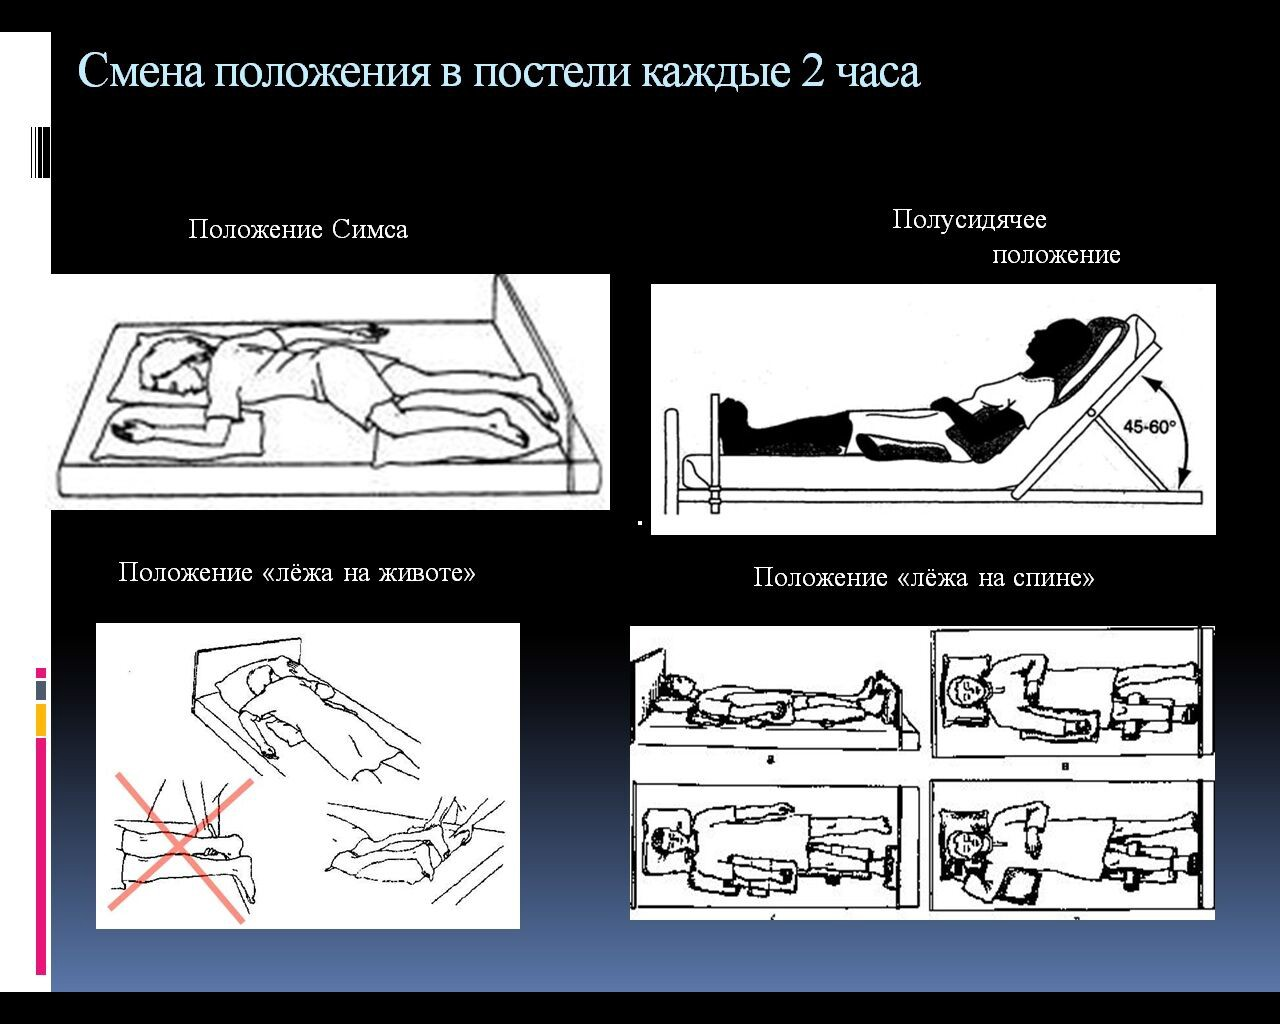 Смена положения в постели каждые 2 часа
Положение Симса
Полусидячее
положение
45-60°
Положение «лёжа на животе»
Положение «лёжа на спине»
а
в